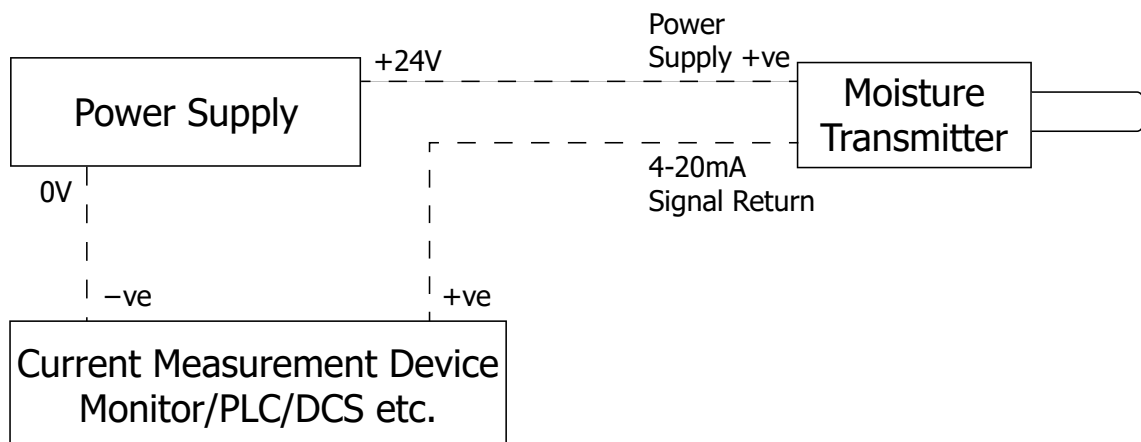 Power
Supply +ve
+24V
Power Supply
Moisture
Transmitter
4-20mA
Signal Return
0V
−ve
+ve
Current Measurement Device
Monitor/PLC/DCS etc.